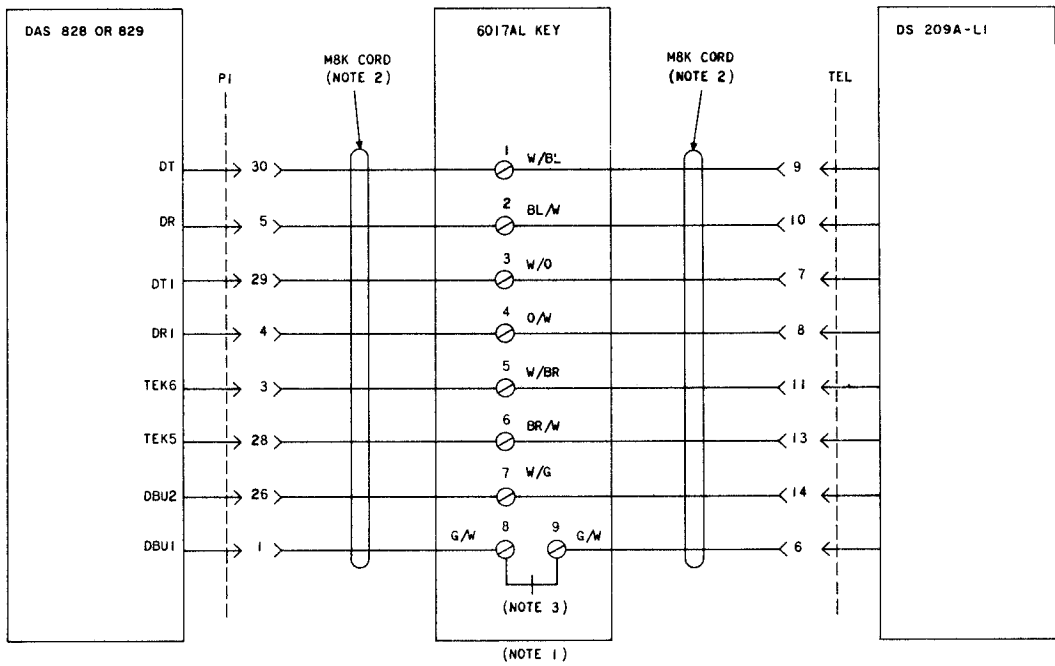 DAS 828 OR 829
6017AL KEY
DS 209A-L1
M8K CORD
(NOTE 2)
M8K CORD
(NOTE 2)
P1
TEL
DT 30 1 W/BL 9
DR 5 2 BL/W 10
DT1 29 3 W/O 7
DR1 4 4 O/W 8
TEK6 3 5 W/BR 11
TEK5 28 6 BR/W 13
DBU2 26 7 W/G 14
DBU1 1 G/W 8 9 G/W 6
(NOTE 3)
(NOTE 1)